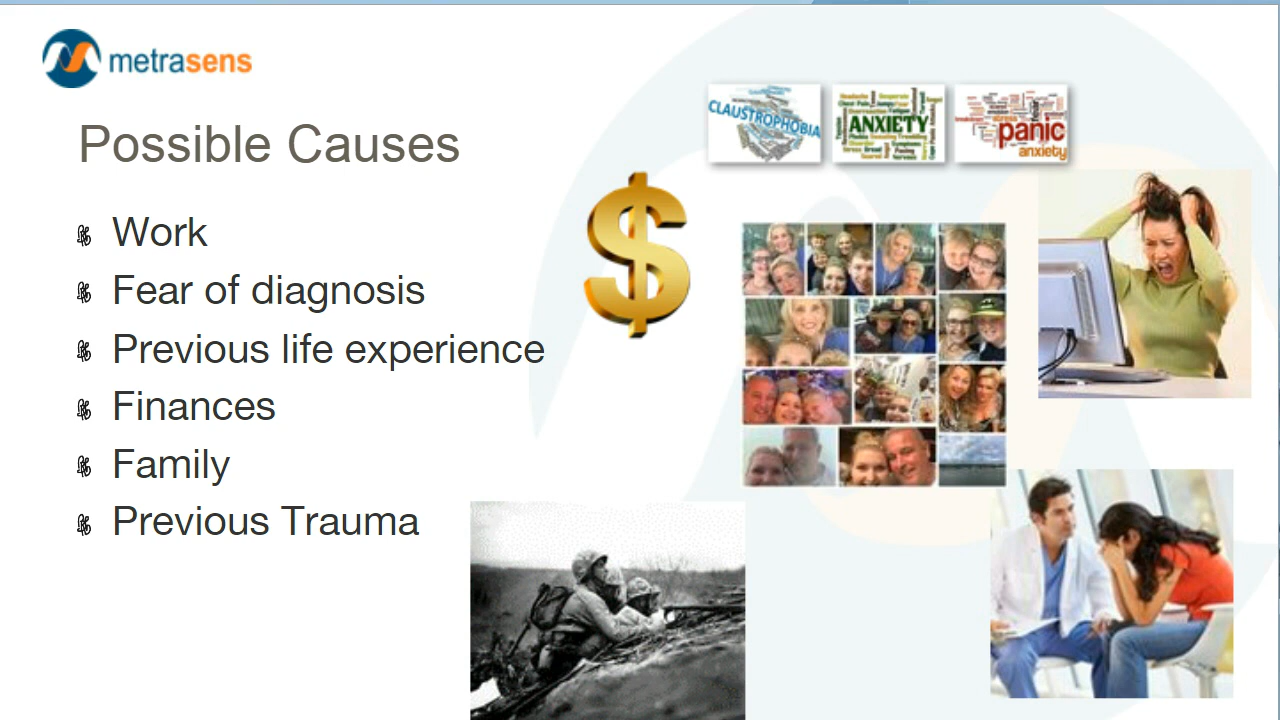 metrasens
Possible Causes
Work
Fear of diagnosis
Previous life experience
Finances
Family
Previous Trauma
CLAUSTROPHOBIA
ANXIETY
panic
anxiety
$